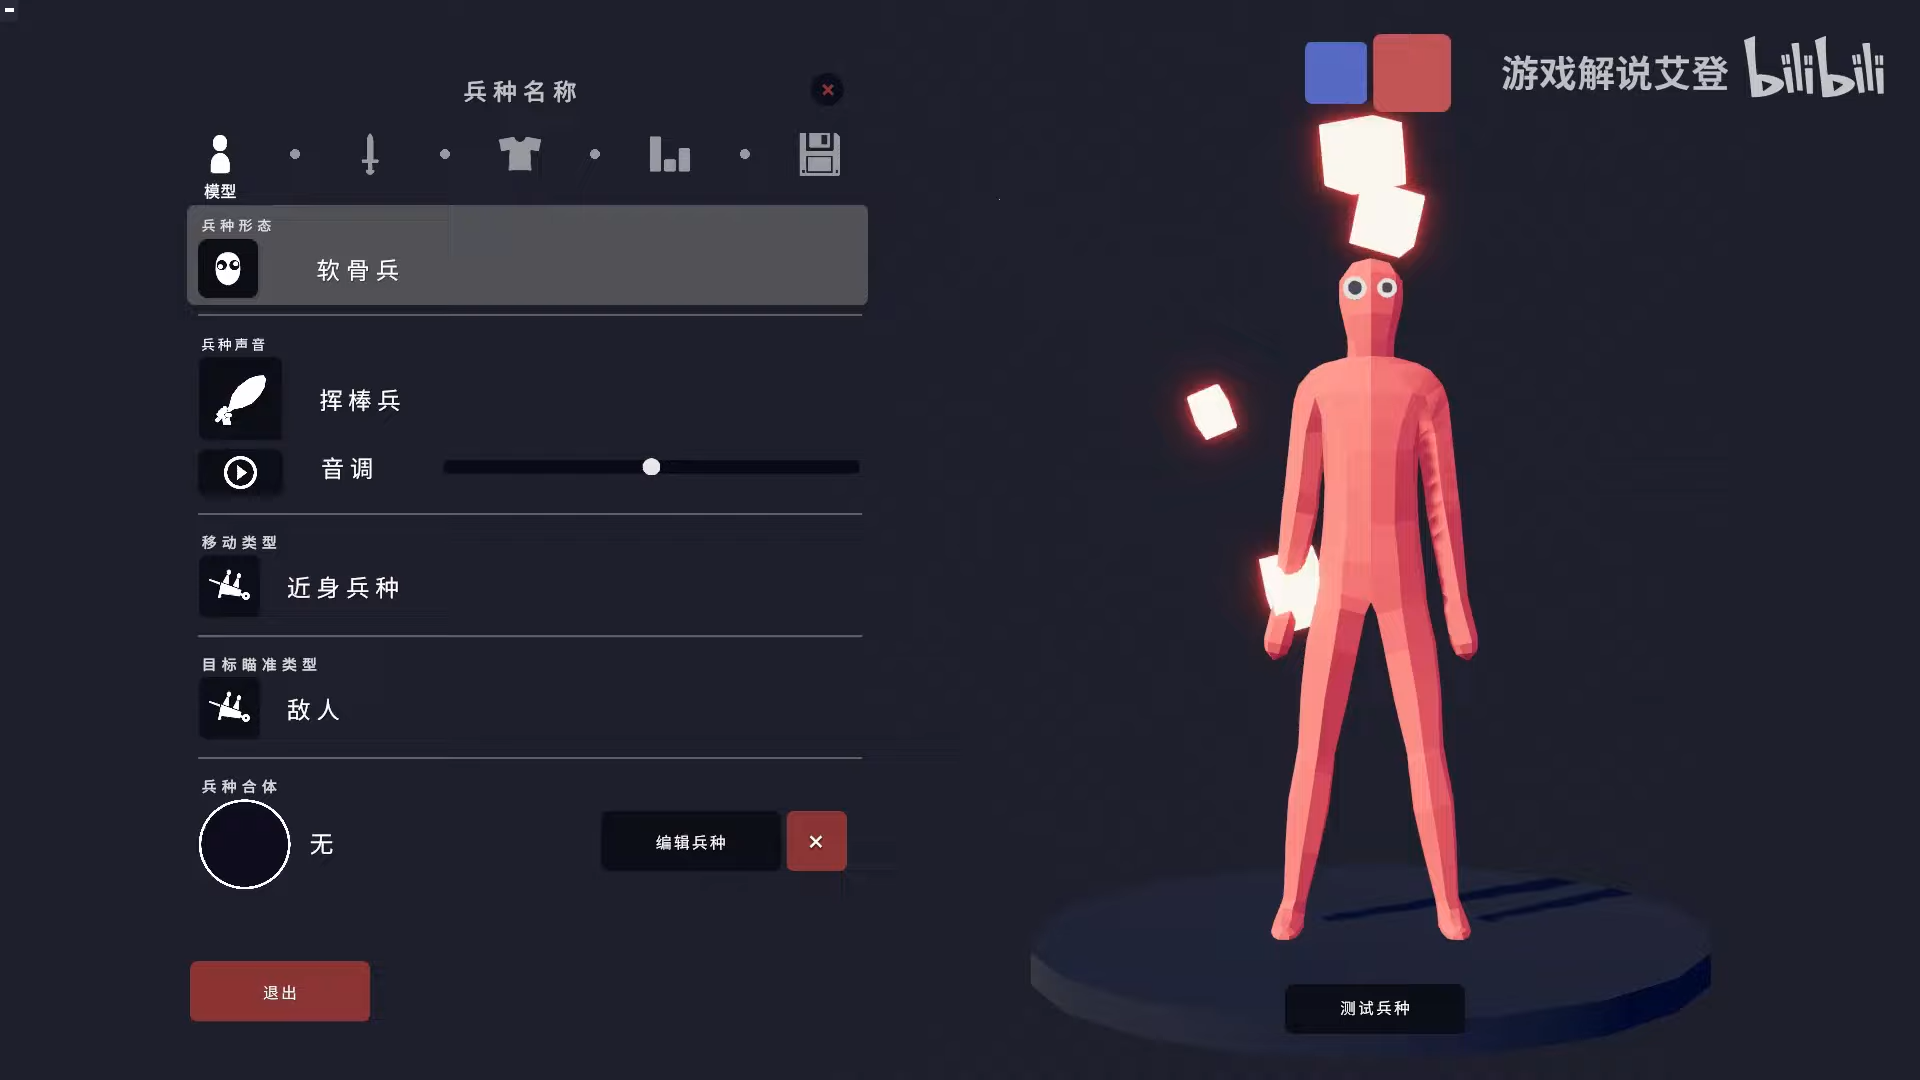 游戏解说艾登 bilibili
兵种名称
模型
兵种形态
软骨兵
兵种声音
挥棒兵
音调
移动类型
近身兵种
目标瞄准类型
敌人
兵种合体
无
编辑兵种
退出
测试兵种